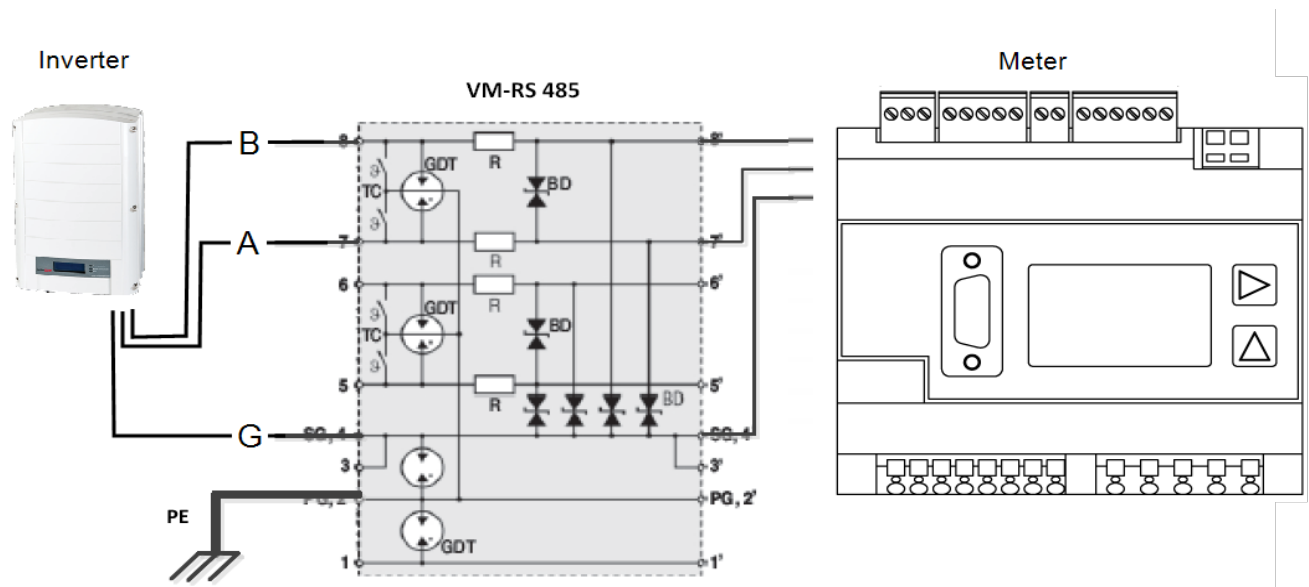 Inverter
VM-RS 485
Meter
B
8
GDT
R
8'
TC
BD
A
7
R
7'
6
R
6'
GDT
TC
BD
5
R
5'
BD
G
SG, 4
SG, 4'
3
3'
PG, 2
PG, 2'
PE
GDT
1
1'